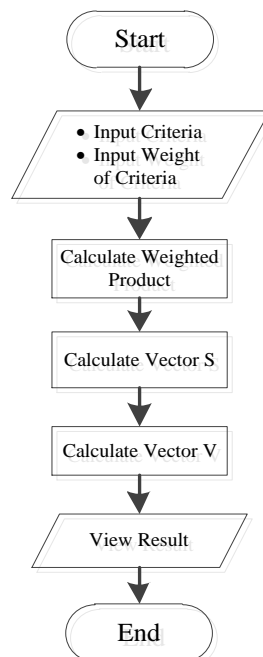 Start
• Input Criteria
• Input Weight
of Criteria
Calculate Weighted
Product
Calculate Vector S
Calculate Vector V
View Result
End